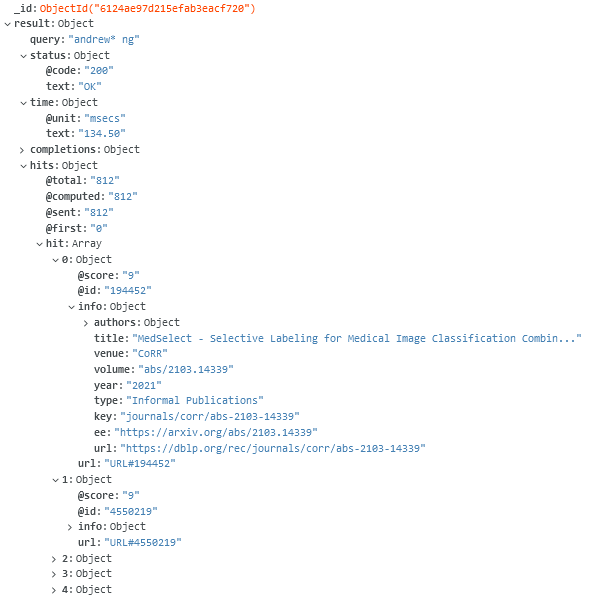 _id: ObjectId("6124ae97d215efab3eacf720")
result: Object
query: "andrew* ng"
status: Object
@code: "200"
text: "OK"
time: Object
@unit: "msecs"
text: "134.50"
completions: Object
hits: Object
@total: "812"
@computed: "812"
@sent: "812"
@first: "0"
hit: Array
0: Object
@score: "9"
@id: "194452"
info: Object
authors: Object
title: "MedSelect - Selective Labeling for Medical Image Classification Combin..."
venue: "CoRR"
volume: "abs/2103.14339"
year: "2021"
type: "Informal Publications"
key: "journals/corr/abs-2103-14339"
ee: "https://arxiv.org/abs/2103.14339"
url: "https://dblp.org/rec/journals/corr/abs-2103-14339"
url: "URL#194452"
1: Object
@score: "9"
@id: "4550219"
info: Object
url: "URL#4550219"
2: Object
3: Object
4: Object